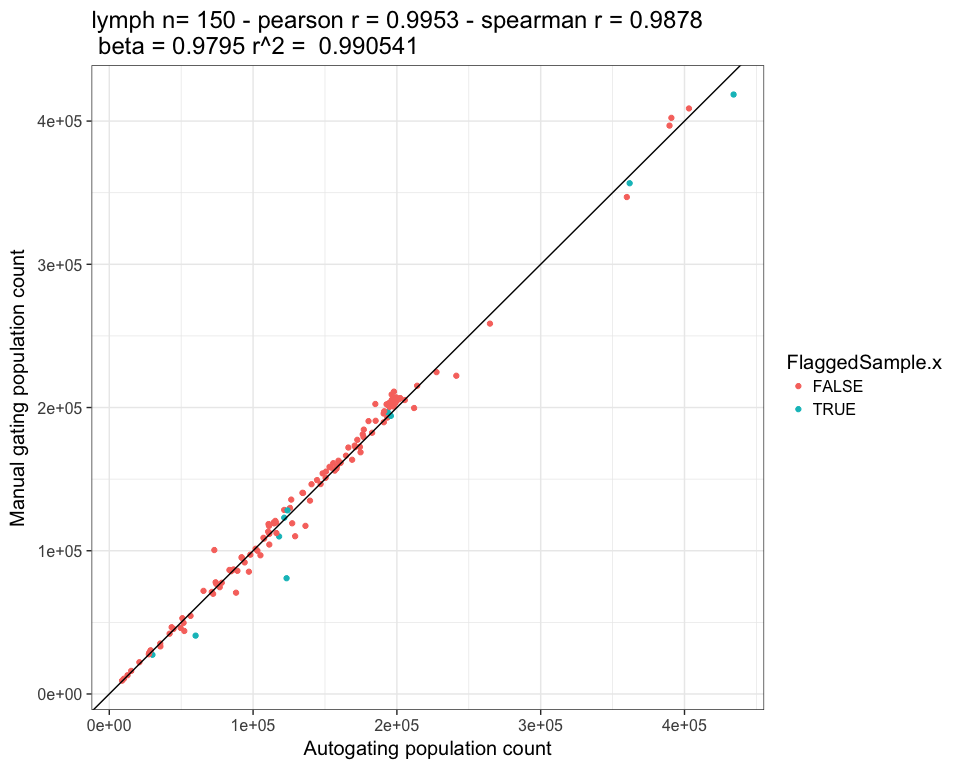 lymph n= 150 - pearson r = 0.9953 - spearman r = 0.9878
beta = 0.9795 r^2 =  0.990541
Manual gating population count
4e+05
3e+05
2e+05
1e+05
0e+00
0e+00 1e+05 2e+05 3e+05 4e+05
Autogating population count
FlaggedSample.x
FALSE
TRUE